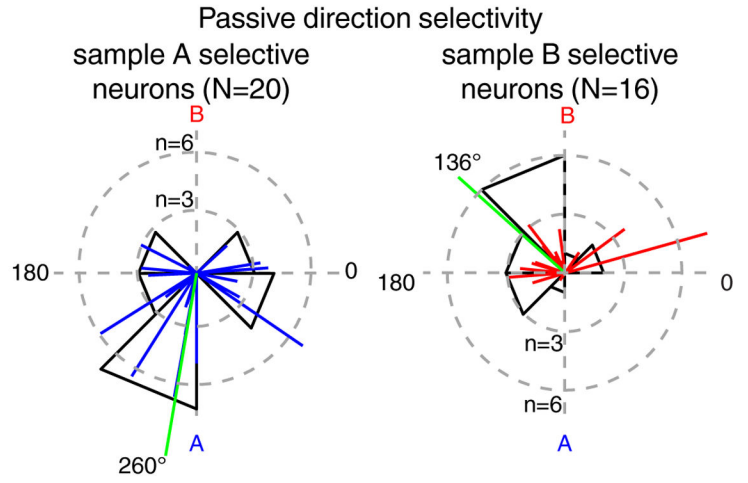 Passive direction selectivity
sample A selective
neurons (N=20)
B
n=6
n=3
180
0
A
260°
sample B selective
neurons (N=16)
B
136°
180
0
n=3
n=6
A